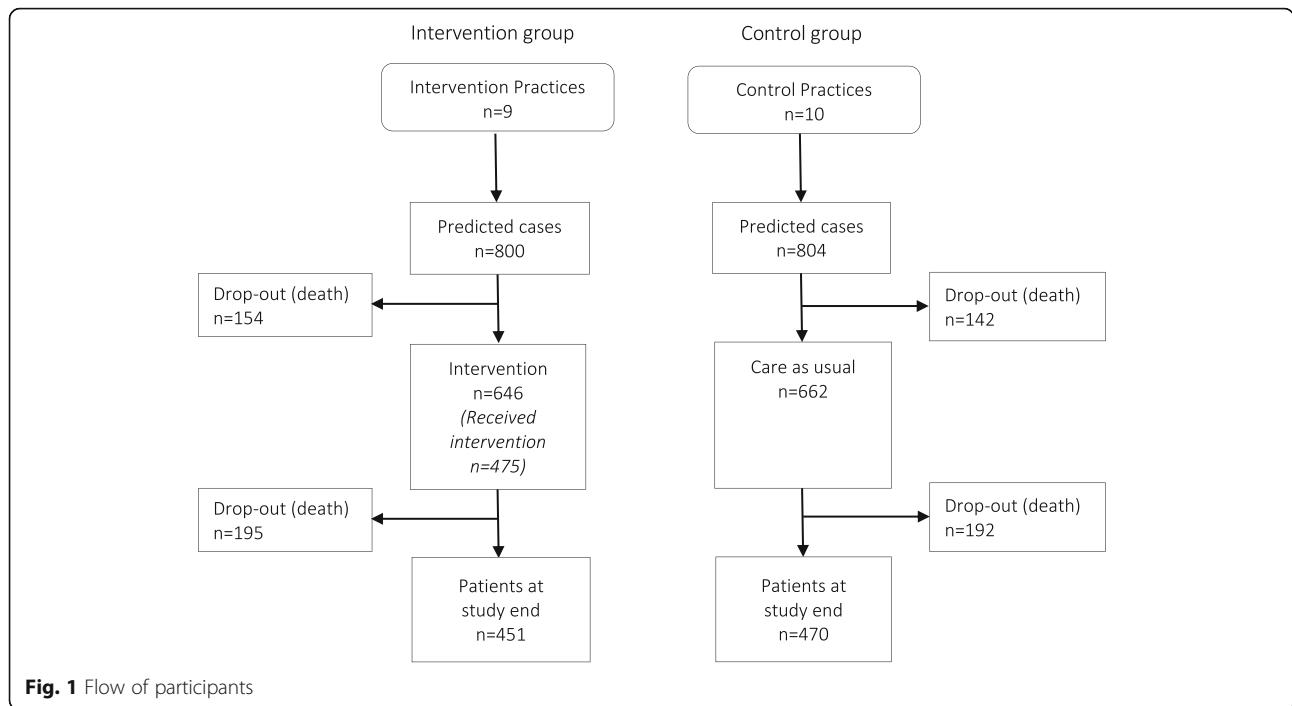 Intervention group
Control group
Intervention Practices
n=9
Control Practices
n=10
Predicted cases
n=800
Predicted cases
n=804
Drop-out (death)
n=154
Drop-out (death)
n=142
Intervention
n=646
(Received
intervention
n=475)
Care as usual
n=662
Drop-out (death)
n=195
Drop-out (death)
n=192
Patients at
study end
n=451
Patients at
study end
n=470
Fig. 1 Flow of participants